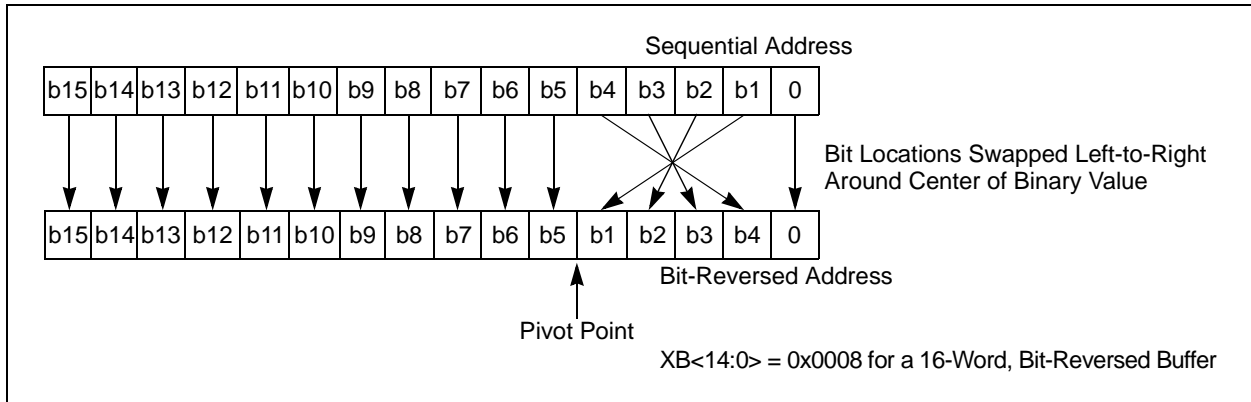 Sequential Address
b15 b14 b13 b12 b11 b10 b9 b8 b7 b6 b5 b4 b3 b2 b1 0
Bit Locations Swapped Left-to-Right
Around Center of Binary Value
b15 b14 b13 b12 b11 b10 b9 b8 b7 b6 b5 b1 b2 b3 b4 0
Bit-Reversed Address
Pivot Point
XB<14:0> = 0x0008 for a 16-Word, Bit-Reversed Buffer